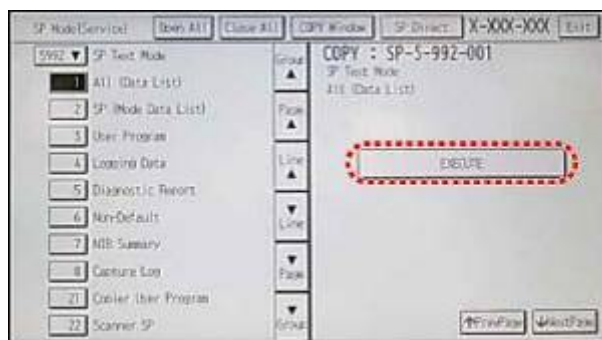 SP Mode(Service) Open All Close All COPY Window SP Direct X-XXX-XXX Exit
5992 ▼ SP Text Mode
1 All (Data List)
2 SP (Mode Data List)
3 User Program
4 Logging Data
5 Diagnostic Report
6 Non-Default
7 NIB Summary
8 Capture Log
21 Copier User Program
22 Scanner SP
Group ▲
Page ▲
Line ▲
▼ Line
▼ Page
▼ Group
COPY : SP-5-992-001
SP Text Mode
All (Data List)
EXECUTE
↑PrevPage ↓NextPage